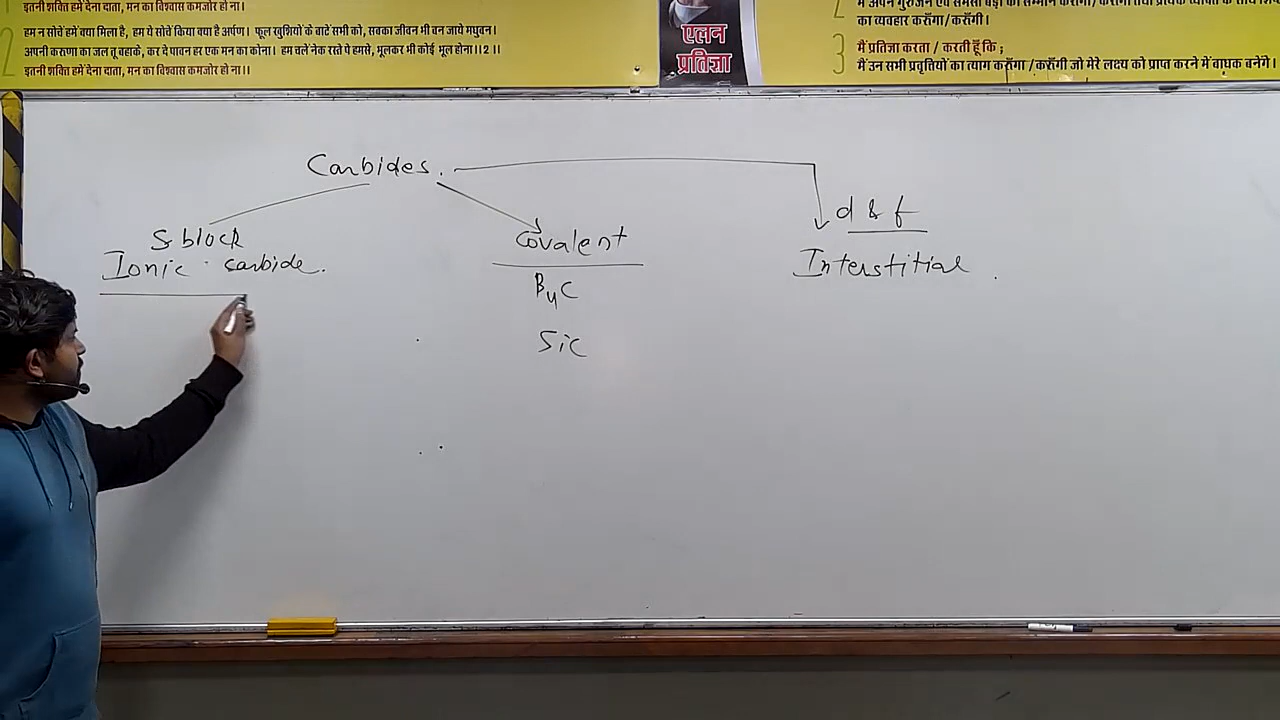 इतनी शक्ति हमें देना दाता, मन का विश्वास कमजोर हो ना।
2 हम न सोचें हमें क्या मिला है, हम ये सोचें किया क्या है अर्पण। फूल खुशियों के बाटें सभी को, सबका जीवन भी बन जाये मधुवन।
अपनी करुणा का जल तू बहाके, कर दे पावन हर एक मन का कोना। हम चलें नेक रस्ते पे हमसे, भूलकर भी कोई भूल होना।। 2 ।।
इतनी शक्ति हमें देना दाता, मन का विश्वास कमजोर हो ना।।
एलन
प्रतिज्ञा
2
का व्यवहार करूँगा / करूँगी।
3 मैं प्रतिज्ञा करता / करती हूँ कि ;
मैं उन सभी प्रवृत्तियों का त्याग करूँगा / करूँगी जो मेरे लक्ष्य को प्राप्त करने में बाधक बनेंगे।
Carbides.
S block
Ionic carbide.
Covalent
B4C
SiC
d & f
Interstitial